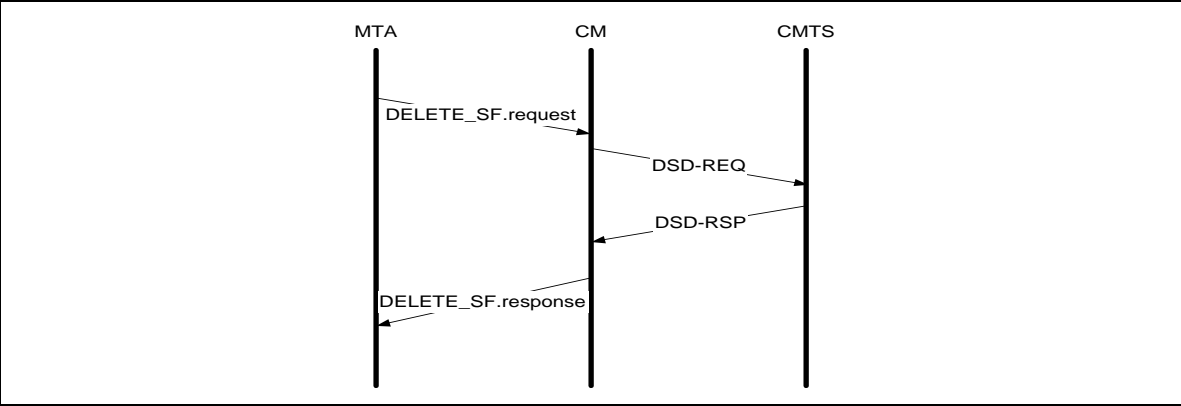 MTA CM CMTS
DELETE_SF.request
DSD-REQ
DSD-RSP
DELETE_SF.response